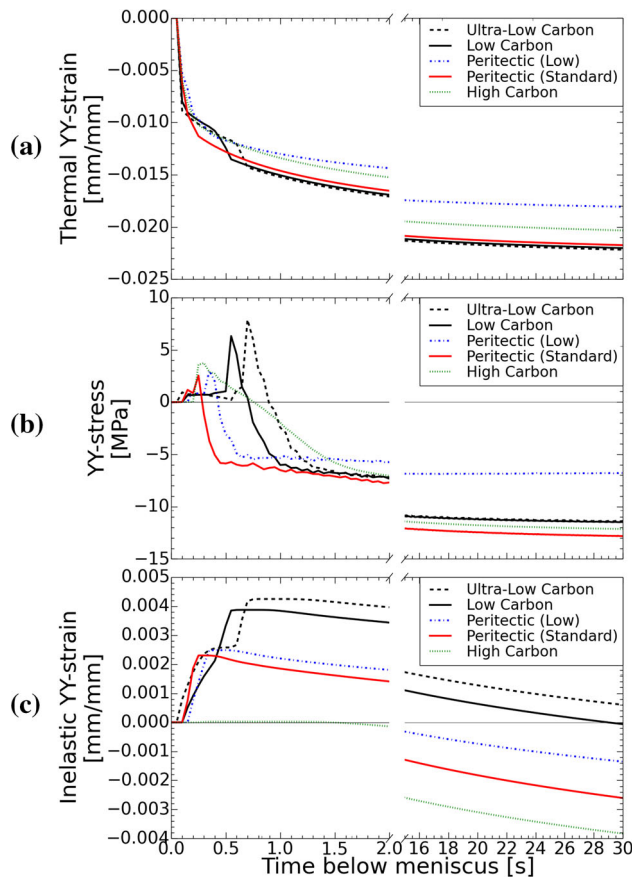 (a)
Thermal YY-strain
[mm/mm]
0.000
−0.005
−0.010
−0.015
−0.020
−0.025
Ultra-Low Carbon
Low Carbon
Peritectic (Low)
Peritectic (Standard)
High Carbon
(b)
YY-stress
[MPa]
10
5
0
−5
−10
−15
Ultra-Low Carbon
Low Carbon
Peritectic (Low)
Peritectic (Standard)
High Carbon
(c)
Inelastic YY-strain
[mm/mm]
0.005
0.004
0.003
0.002
0.001
0.000
−0.001
−0.002
−0.003
−0.004
Ultra-Low Carbon
Low Carbon
Peritectic (Low)
Peritectic (Standard)
High Carbon
0.0 0.5 1.0 1.5 2.0 16 18 20 22 24 26 28 30
Time below meniscus [s]